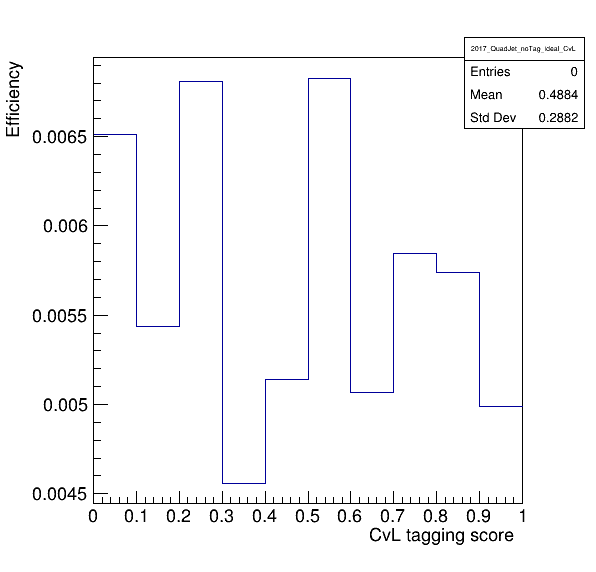 2017_QuadJet_noTag_ideal_CvL
Entries 0
Mean 0.4884
Std Dev 0.2882
Efficiency
0.0065
0.006
0.0055
0.005
0.0045
0 0.1 0.2 0.3 0.4 0.5 0.6 0.7 0.8 0.9 1
CvL tagging score